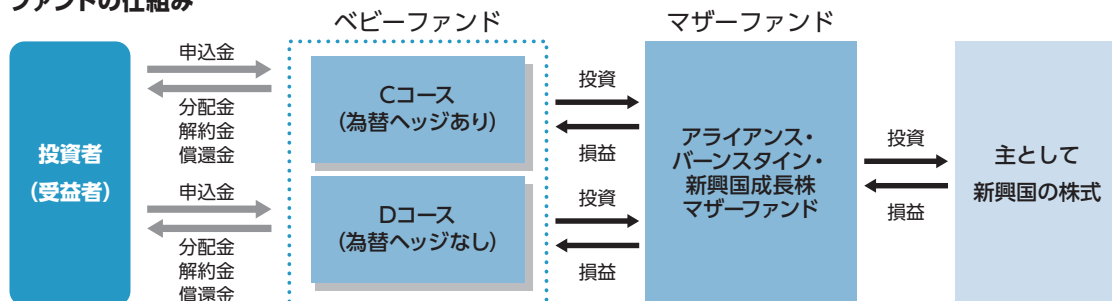 ファンドの仕組み
ベビーファンド
マザーファンド
投資者
(受益者)
申込金
分配金
解約金
償還金
申込金
分配金
解約金
償還金
Cコース
(為替ヘッジあり)
Dコース
(為替ヘッジなし)
投資
損益
投資
損益
アライアンス・
バーンスタイン・
新興国成長株
マザーファンド
投資
損益
主として
新興国の株式